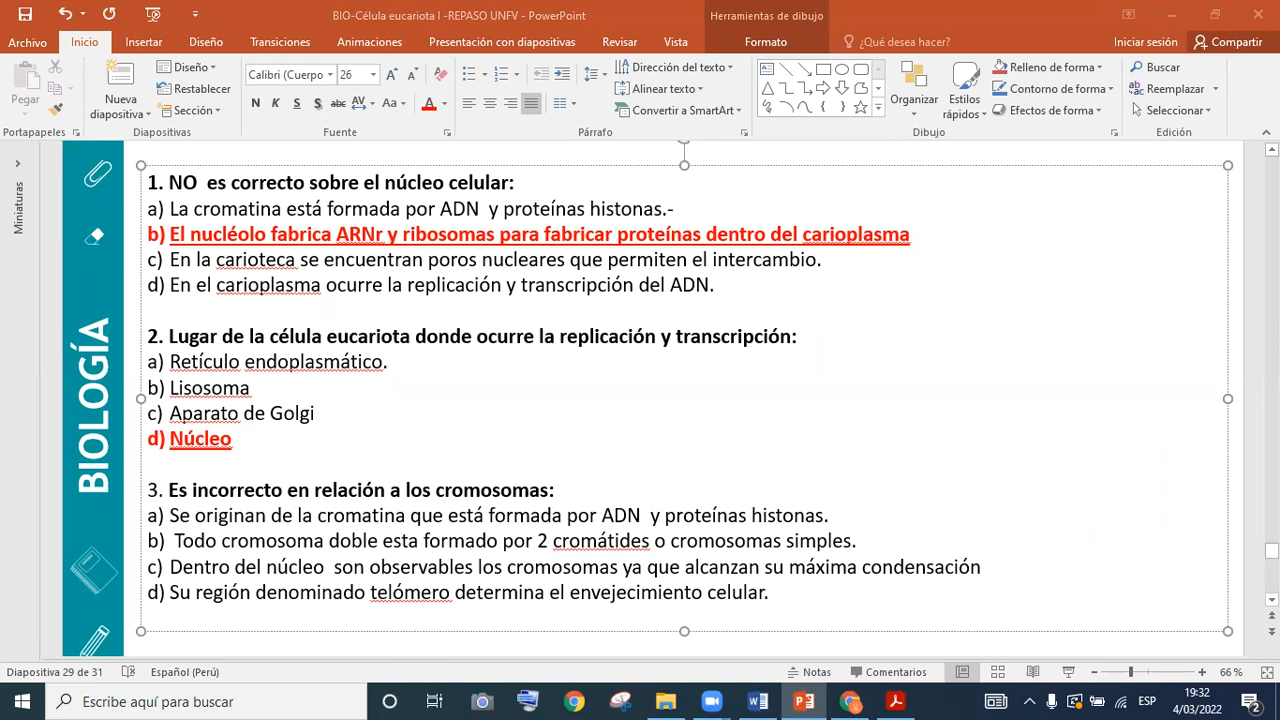 BIO-Célula eucariota I -REPASO UNFV - PowerPoint
Herramientas de dibujo
Archivo Inicio Insertar Diseño Transiciones Animaciones Presentación con diapositivas Revisar Vista Formato ¿Qué desea hacer? Iniciar sesión Compartir
Pegar
Nueva diapositiva
Diseño
Restablecer
Sección
Calibri (Cuerpo 26
N K S S abc AV Aa A
Dirección del texto
Alinear texto
Convertir a SmartArt
Organizar
Estilos rápidos
Relleno de forma
Contorno de forma
Efectos de forma
Buscar
Reemplazar
Seleccionar
Portapapeles Diapositivas Fuente Párrafo Dibujo Edición
Miniaturas
BIOLOGÍA
1. NO es correcto sobre el núcleo celular:
a) La cromatina está formada por ADN y proteínas histonas.-
b) El nucléolo fabrica ARNr y ribosomas para fabricar proteínas dentro del carioplasma
c) En la carioteca se encuentran poros nucleares que permiten el intercambio.
d) En el carioplasma ocurre la replicación y transcripción del ADN.
2. Lugar de la célula eucariota donde ocurre la replicación y transcripción:
a) Retículo endoplasmático.
b) Lisosoma
c) Aparato de Golgi
d) Núcleo
3. Es incorrecto en relación a los cromosomas:
a) Se originan de la cromatina que está formada por ADN y proteínas histonas.
b) Todo cromosoma doble esta formado por 2 cromátides o cromosomas simples.
c) Dentro del núcleo son observables los cromosomas ya que alcanzan su máxima condensación
d) Su región denominado telómero determina el envejecimiento celular.
Diapositiva 29 de 31 Español (Perú) Notas Comentarios 66 %
Escribe aquí para buscar
ESP
19:32
4/03/2022
2